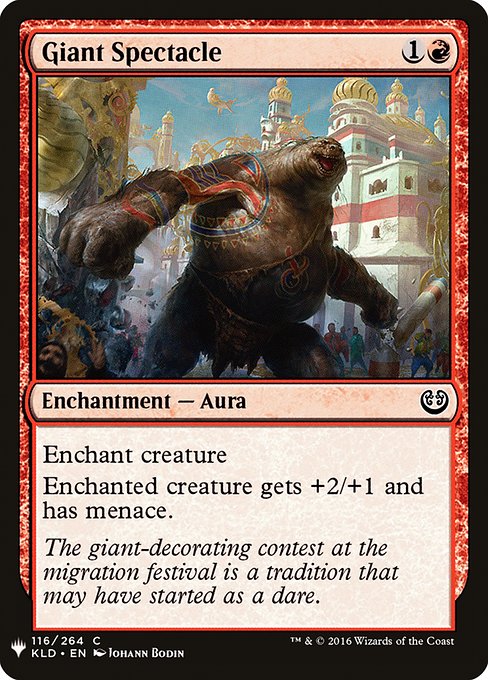 Giant Spectacle 1
Enchantment — Aura
Enchant creature
Enchanted creature gets +2/+1 and
has menace.
The giant-decorating contest at the
migration festival is a tradition that
may have started as a dare.
116/264 C
KLD • EN Johann Bodin
™ & © 2016 Wizards of the Coast